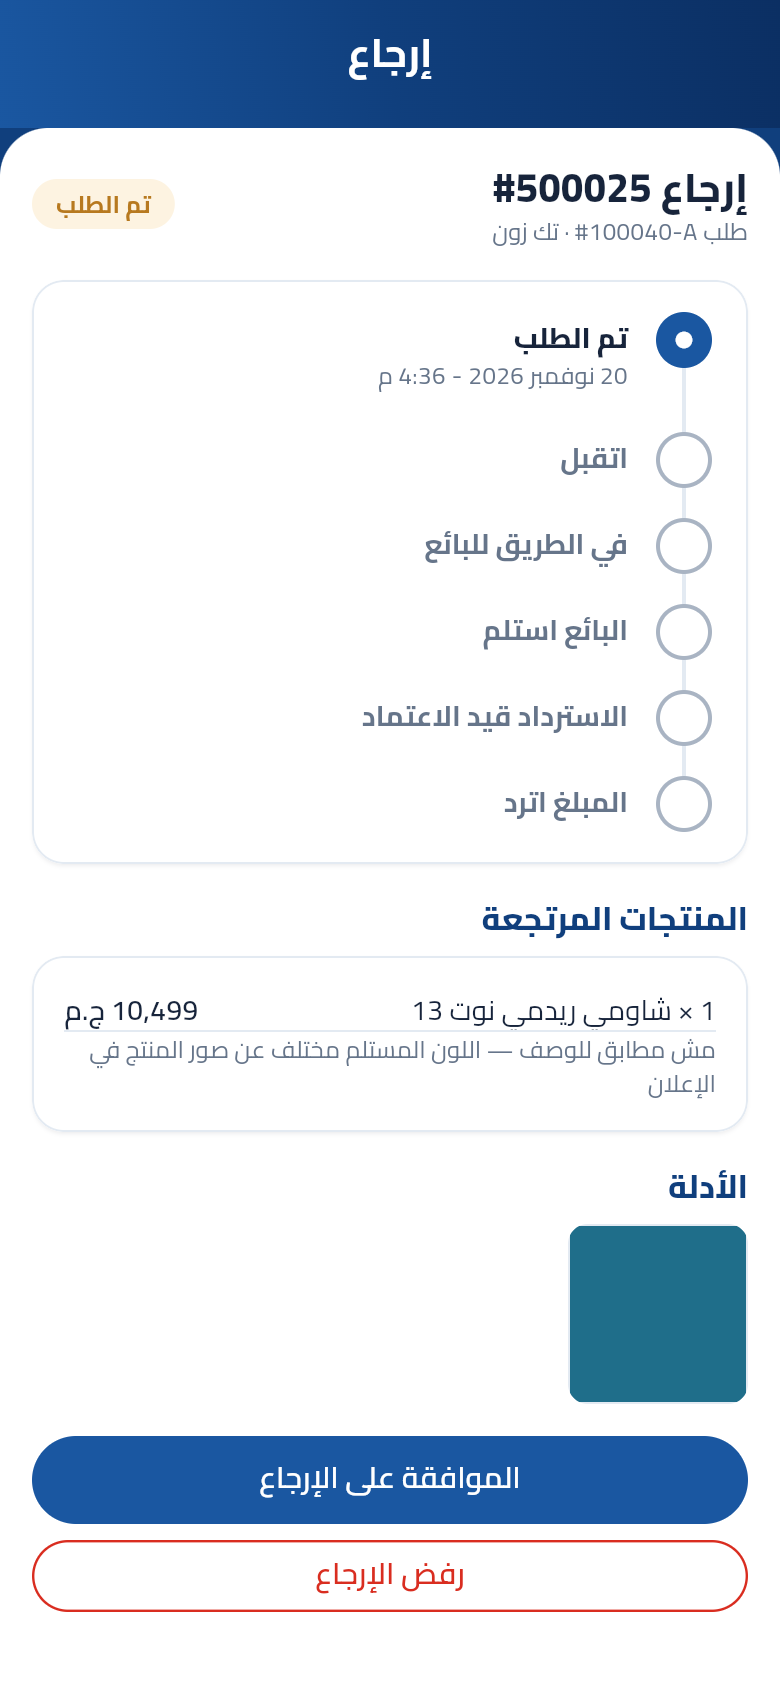 إرجاع
إرجاع 500025#
تم الطلب
طلب 100040-A# · تك زون
تم الطلب
20 نوفمبر 2026 - 4:36 م
اتقبل
في الطريق للبائع
البائع استلم
الاسترداد قيد الاعتماد
المبلغ اترد
المنتجات المرتجعة
1 × شاومي ريدمي نوت 13
10,499 ج.م
مش مطابق للوصف — اللون المستلم مختلف عن صور المنتج في
الإعلان
الأدلة
الموافقة على الإرجاع
رفض الإرجاع